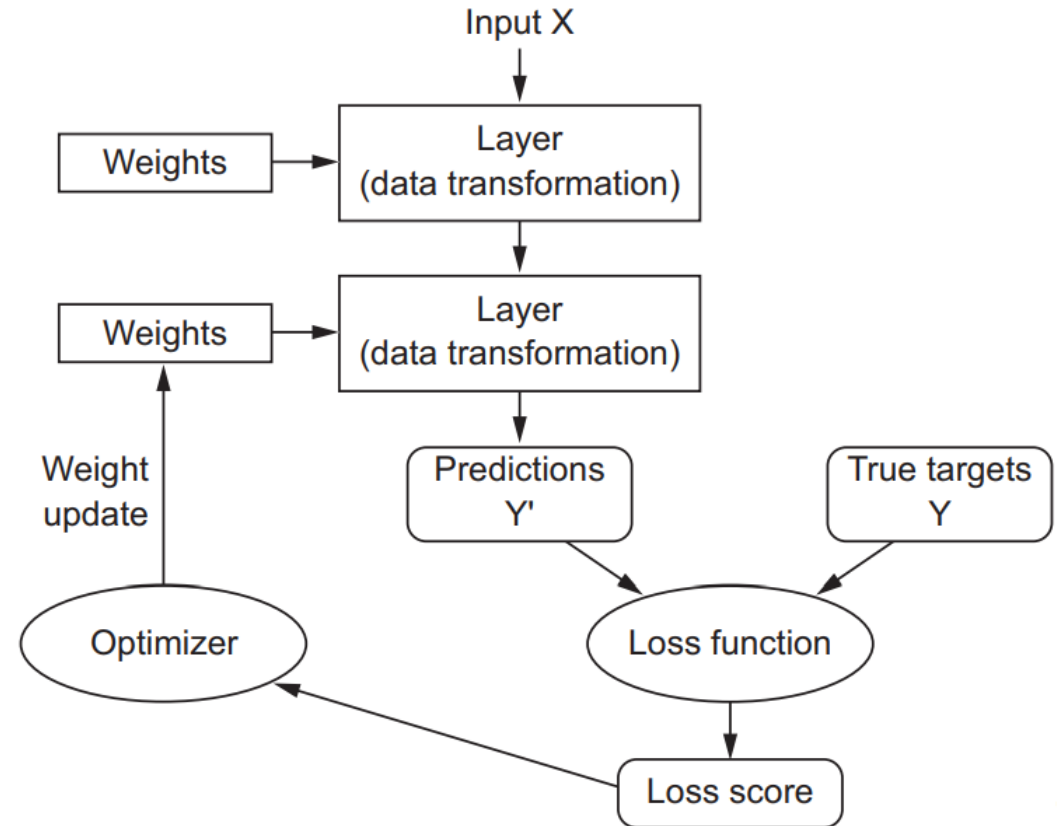 Input X
Weights
Layer
(data transformation)
Weights
Layer
(data transformation)
Weight
update
Predictions
Y'
True targets
Y
Optimizer
Loss function
Loss score